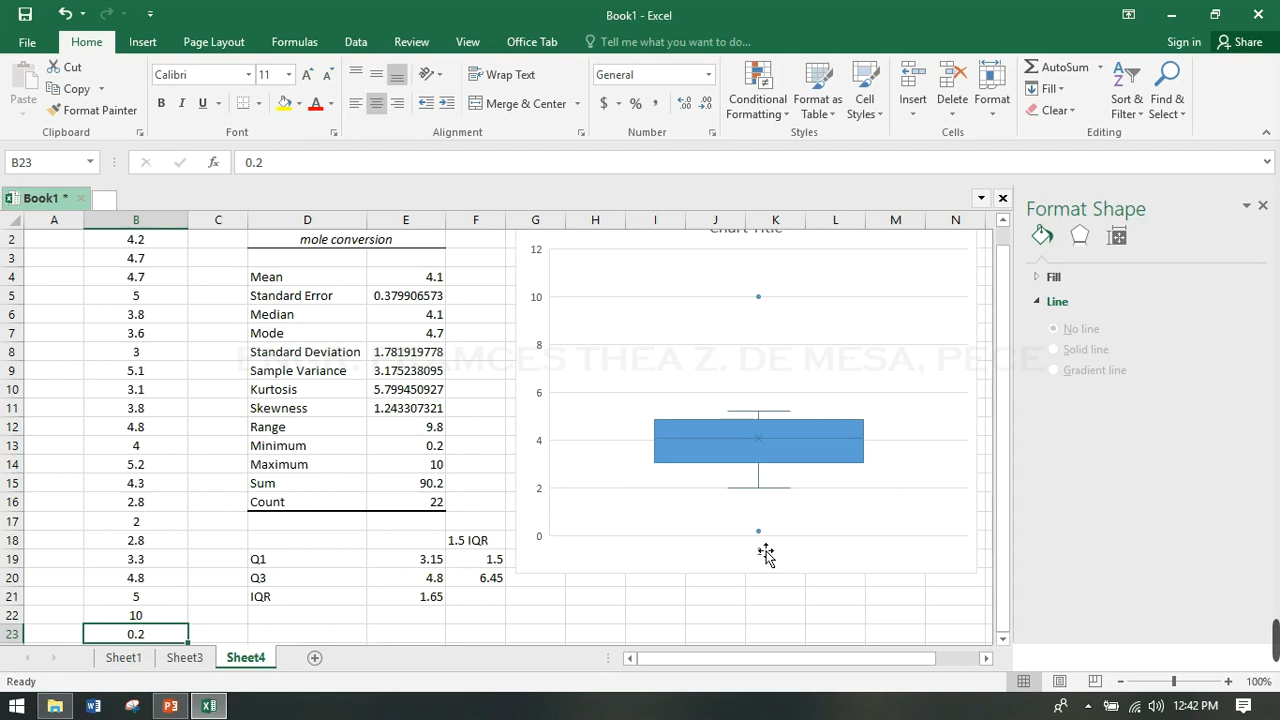 Book1 - Excel
File Home Insert Page Layout Formulas Data Review View Office Tab Tell me what you want to do... Sign in Share
Paste Cut Calibri 11 Wrap Text General Conditional Formatting Format as Table Cell Styles Insert Delete Format AutoSum Sort & Filter Find & Select
Copy Fill
Format Painter B I U Merge & Center $ % , Clear
Clipboard Font Alignment Number Styles Cells Editing
B23 fx 0.2
Book1 *
A B C D E F G H I J K L M N
2 4.2 mole conversion Chart Title
3 4.7 12
4 4.7 Mean 4.1
5 5 Standard Error 0.379906573 10
6 3.8 Median 4.1
7 3.6 Mode 4.7
8 3 Standard Deviation 1.781919778 8
9 5.1 Sample Variance 3.175238095
10 3.1 Kurtosis 5.799450927 6
11 3.8 Skewness 1.243307321
12 4.8 Range 9.8
13 4 Minimum 0.2 4
14 5.2 Maximum 10
15 4.3 Sum 90.2 2
16 2.8 Count 22
17 2
18 2.8 1.5 IQR 0
19 3.3 Q1 3.15 1.5
20 4.8 Q3 4.8 6.45
21 5 IQR 1.65
22 10
23 0.2
THEA Z. DE MESA, PECE
Format Shape
Fill
Line
No line
Solid line
Gradient line
Sheet1 Sheet3 Sheet4
Ready 100%
12:42 PM